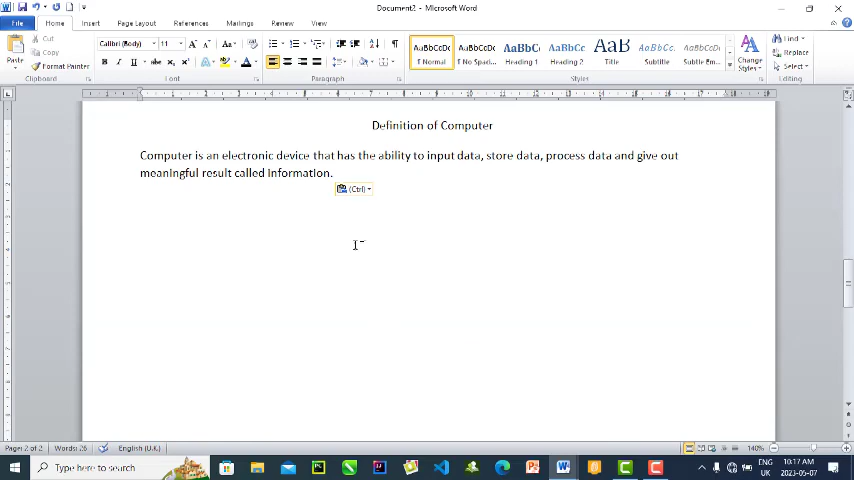 Document2 - Microsoft Word
File Home Insert Page Layout References Mailings Review View
Cut
Copy
Paste
Format Painter
Clipboard
Calibri (Body) 11
Font
Paragraph
AaBbCcDc AaBbCcDc AaBbC AaBbCc AaB AaBbCcI AaBbCcDc
¶ Normal ¶ No Spaci... Heading 1 Heading 2 Title Subtitle Subtle Em...
Styles
Change
Styles
Find
Replace
Select
Editing
Definition of Computer
Computer is an electronic device that has the ability to input data, store data, process data and give out
meaningful result called Information.
(Ctrl)
Page: 2 of 2 Words: 26 English (U.K.) 140%
Type here to search
ENG
UK
10:17 AM
2023-05-07